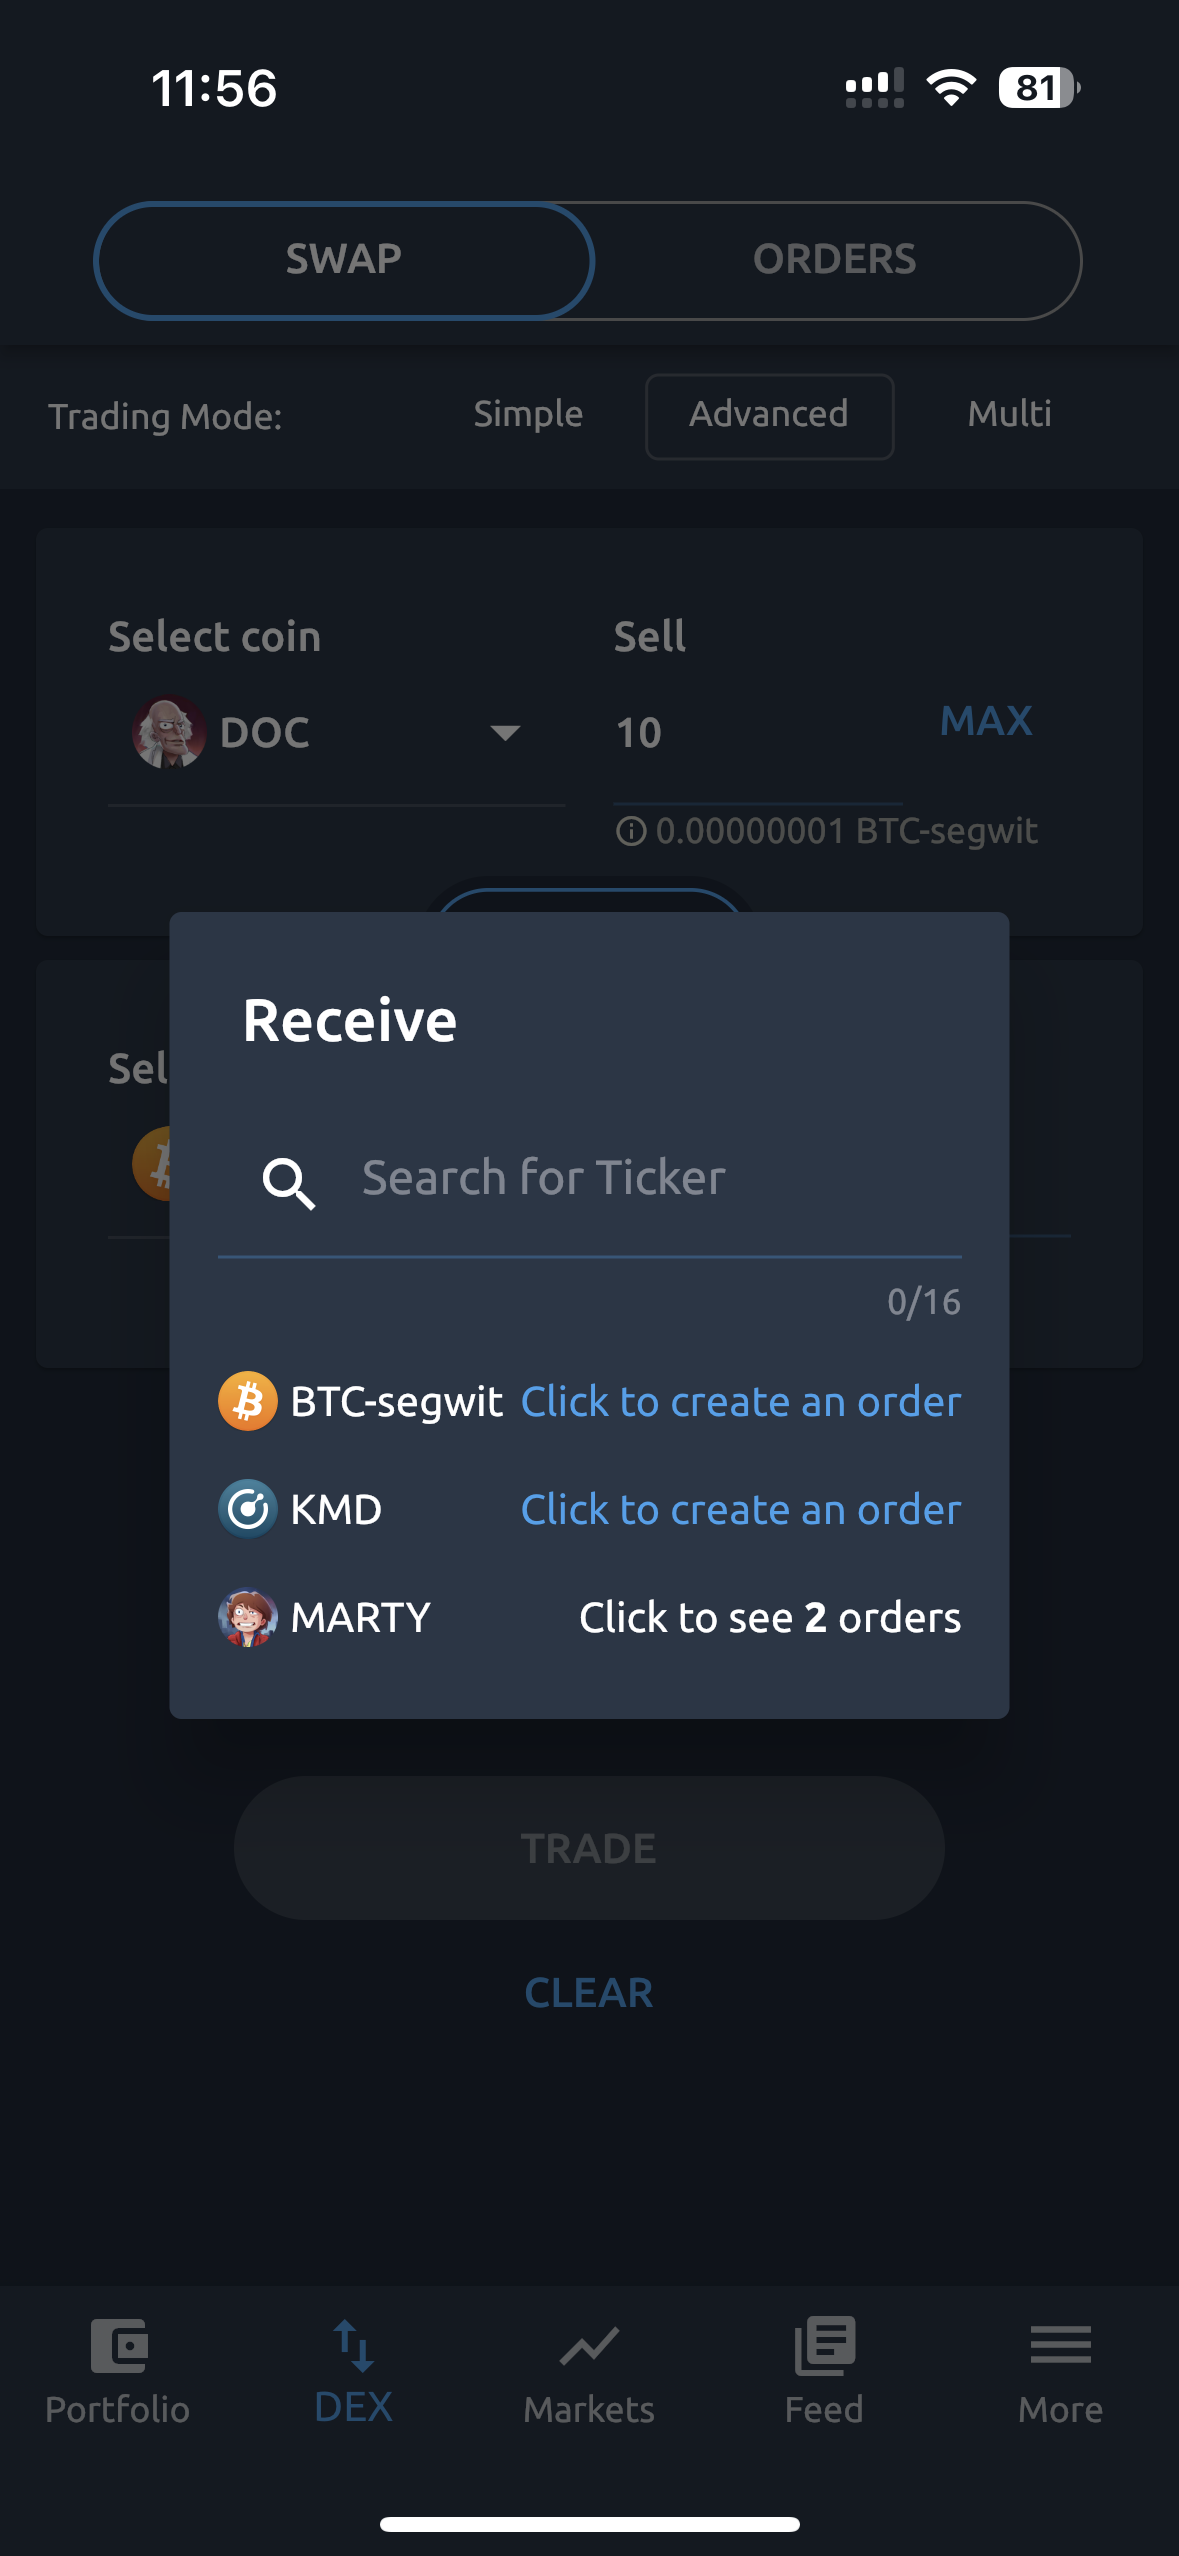 11:56
81
SWAP
ORDERS
Trading Mode:
Simple
Advanced
Multi
Select coin
Sell
DOC
10
MAX
0.00000001 BTC-segwit
Sel
Receive
Search for Ticker
0/16
BTC-segwit Click to create an order
KMD Click to create an order
MARTY Click to see 2 orders
TRADE
CLEAR
Portfolio
DEX
Markets
Feed
More